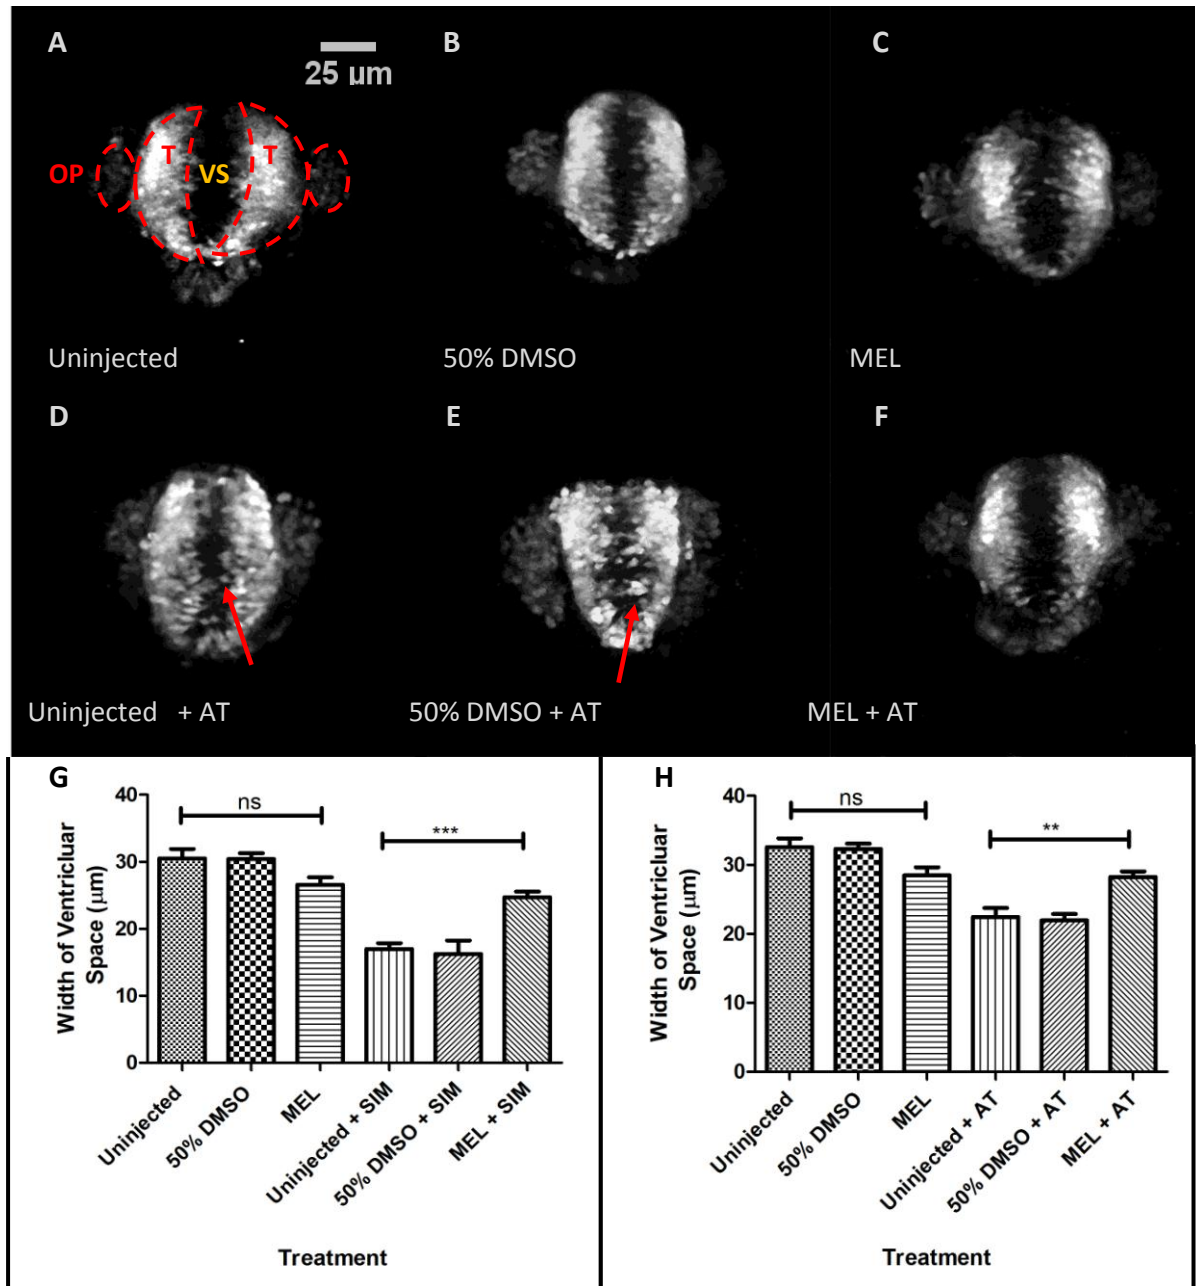 A
B
C
25 µm
OP
T
VS
T
Uninjected
50% DMSO
MEL
D
E
F
Uninjected + AT
50% DMSO + AT
MEL + AT
G
Width of Ventricluar
Space (µm)
40
30
20
10
0
ns
***
Uninjected
50% DMSO
MEL
Uninjected + SIM
50% DMSO + SIM
MEL + SIM
Treatment
H
Width of Ventricluar
Space (µm)
40
30
20
10
0
ns
**
Uninjected
50% DMSO
MEL
Uninjected + AT
50% DMSO + AT
MEL + AT
Treatment